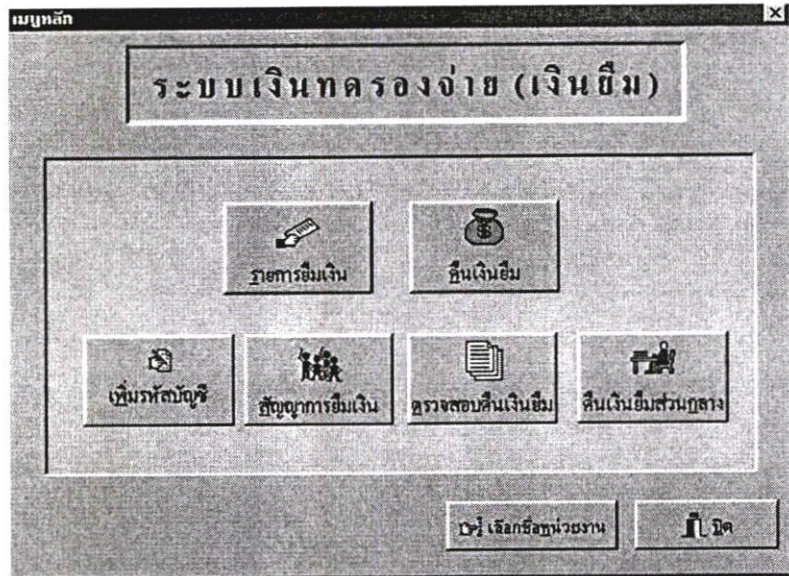 เมนูหลัก
ระบบเงินทดรองจ่าย (เงินยืม)
รายการยืมเงิน
คืนเงินยืม
เพิ่มรหัสบัญชี
สัญญาการยืมเงิน
ตรวจสอบคืนเงินยืม
คืนเงินยืมส่วนกลาง
เลือกชื่อหน่วยงาน
ปิด